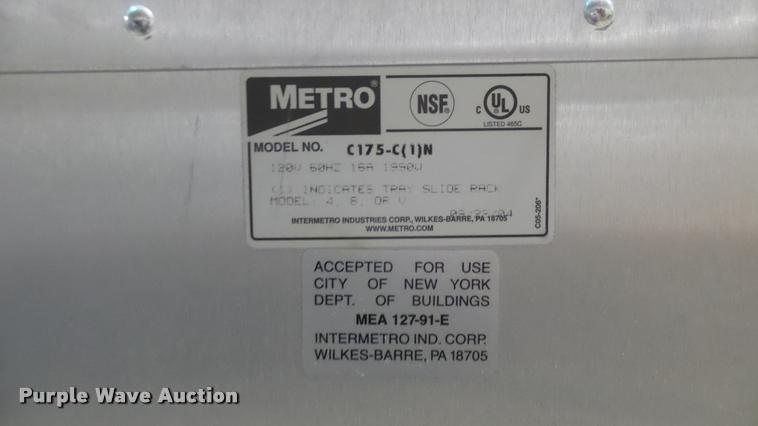 METRO®
NSF®
C UL® US
LISTED 465G
MODEL NO. C175-C(1)N
120V 60HZ 16A 1990W
(1) INDICATES TRAY SLIDE RACK
MODEL: 4, 8, OR V
INTERMETRO INDUSTRIES CORP., WILKES-BARRE, PA 18705
WWW.METRO.COM
C05-206*
ACCEPTED FOR USE
CITY OF NEW YORK
DEPT. OF BUILDINGS
MEA 127-91-E
INTERMETRO IND. CORP.
WILKES-BARRE, PA 18705
Purple Wave Auction